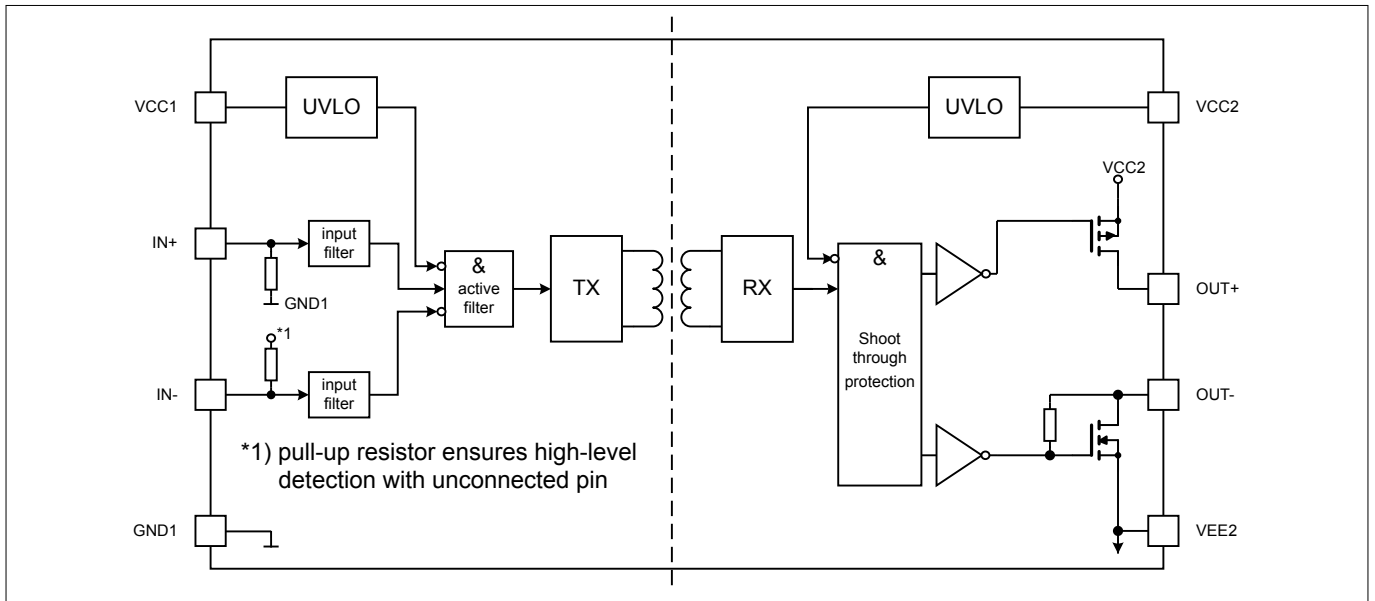 VCC1
UVLO
UVLO
VCC2
VCC2
IN+
input
filter
GND1
&
active
filter
TX
RX
&
Shoot
through
protection
OUT+
*1
IN-
input
filter
OUT-
*1) pull-up resistor ensures high-level
detection with unconnected pin
GND1
VEE2